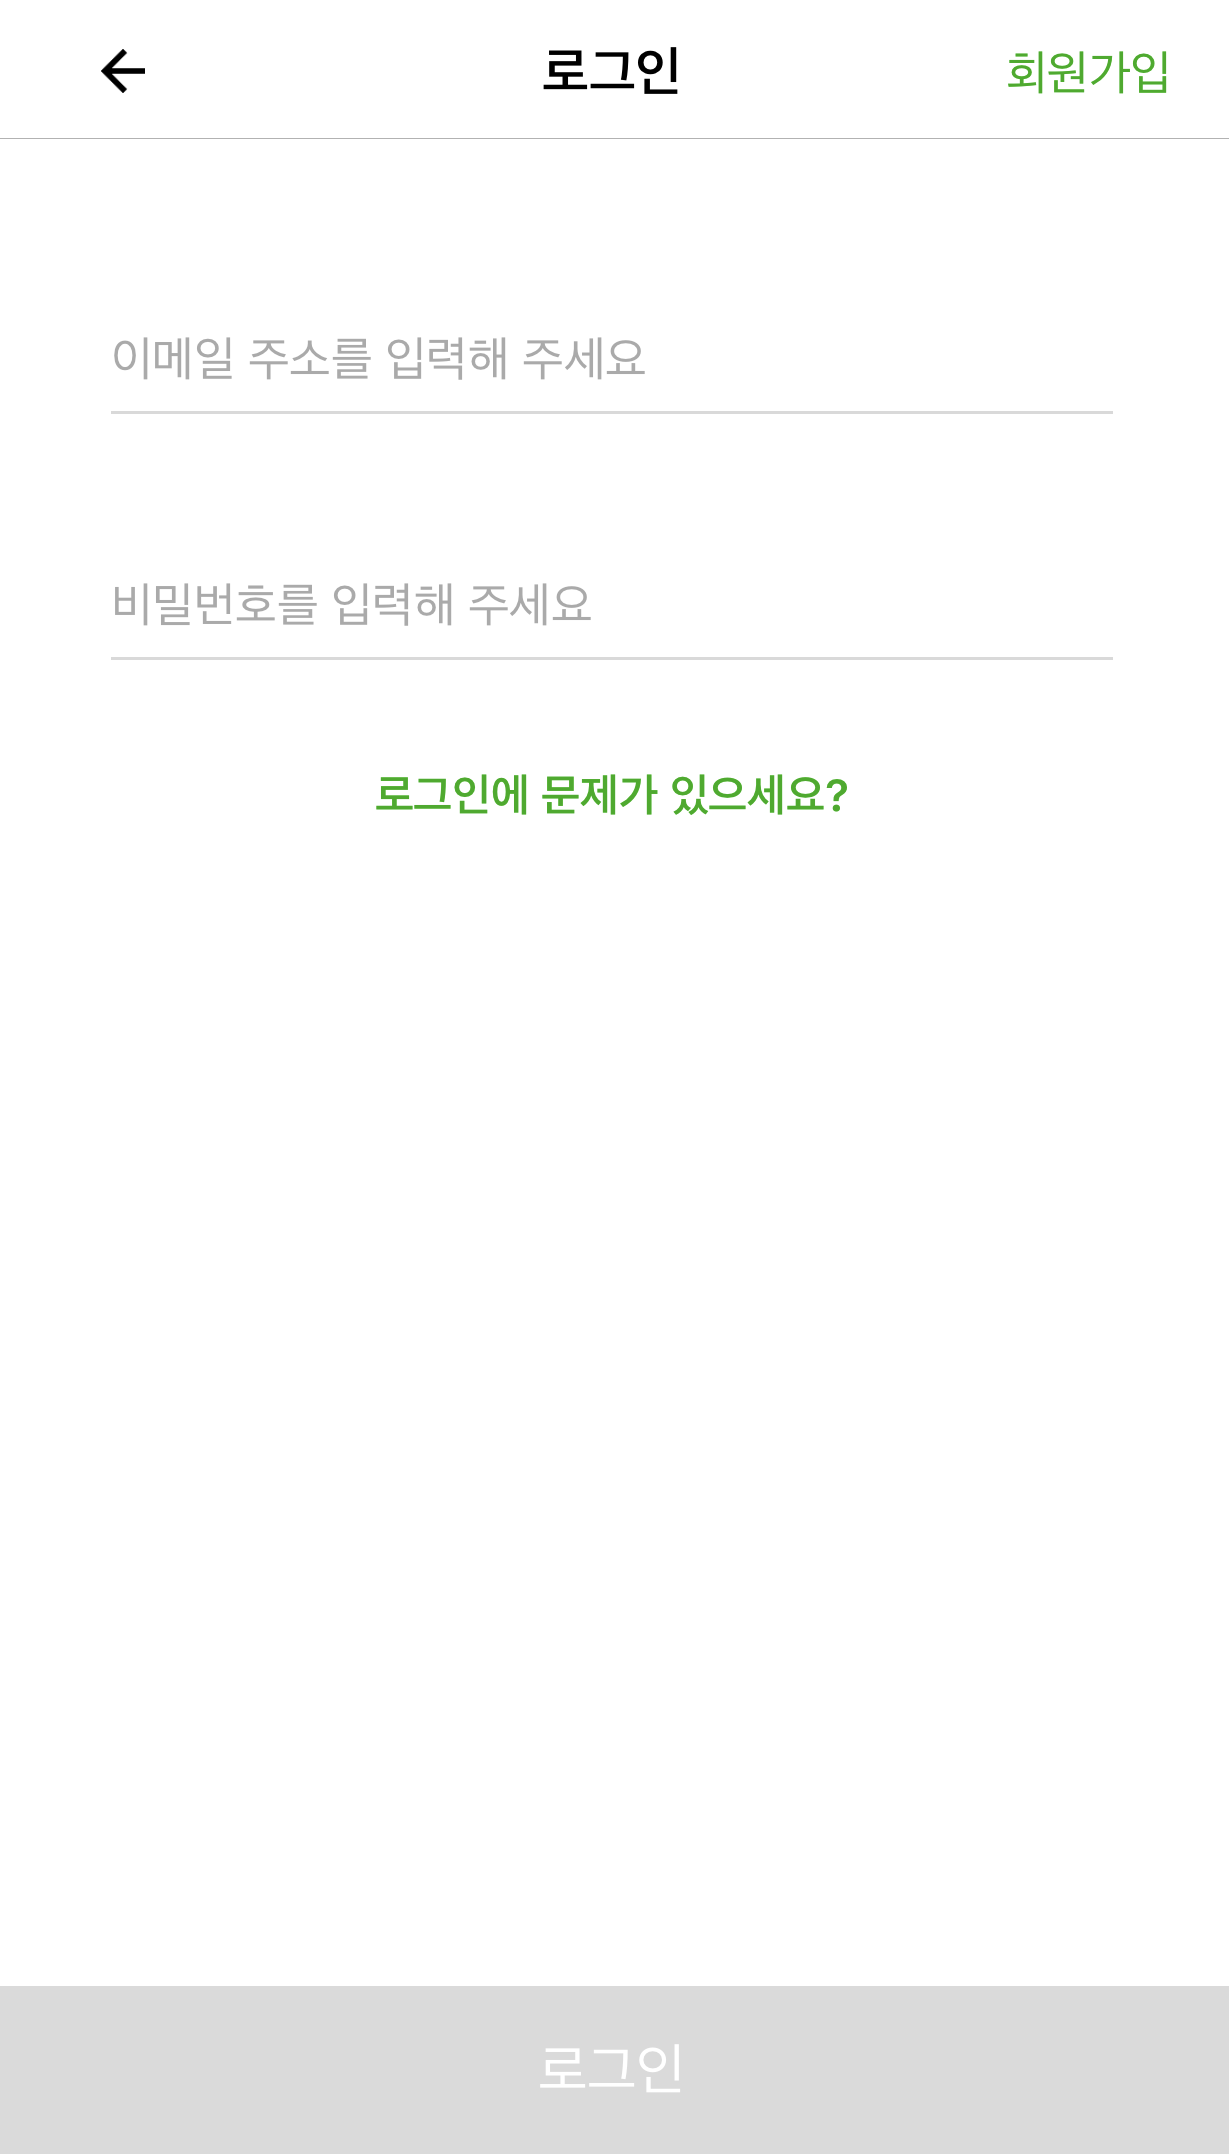 로그인 회원가입
이메일 주소를 입력해 주세요
비밀번호를 입력해 주세요
로그인에 문제가 있으세요?
로그인